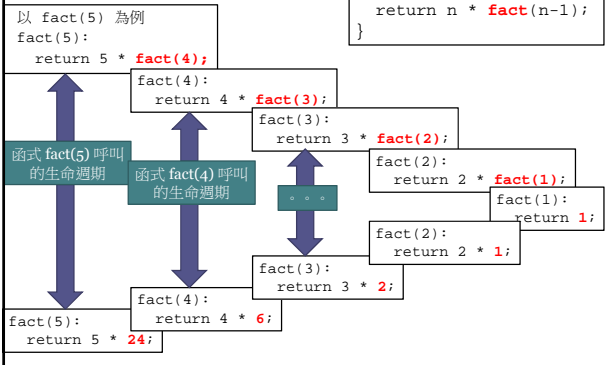 return n * fact(n-1);
}
以 fact(5) 為例
fact(5):
return 5 * fact(4);
fact(4):
return 4 * fact(3);
fact(3):
return 3 * fact(2);
fact(2):
return 2 * fact(1);
fact(1):
return 1;
函式 fact(5) 呼叫
的生命週期
函式 fact(4) 呼叫
的生命週期
。。。
fact(2):
return 2 * 1;
fact(3):
return 3 * 2;
fact(4):
return 4 * 6;
fact(5):
return 5 * 24;